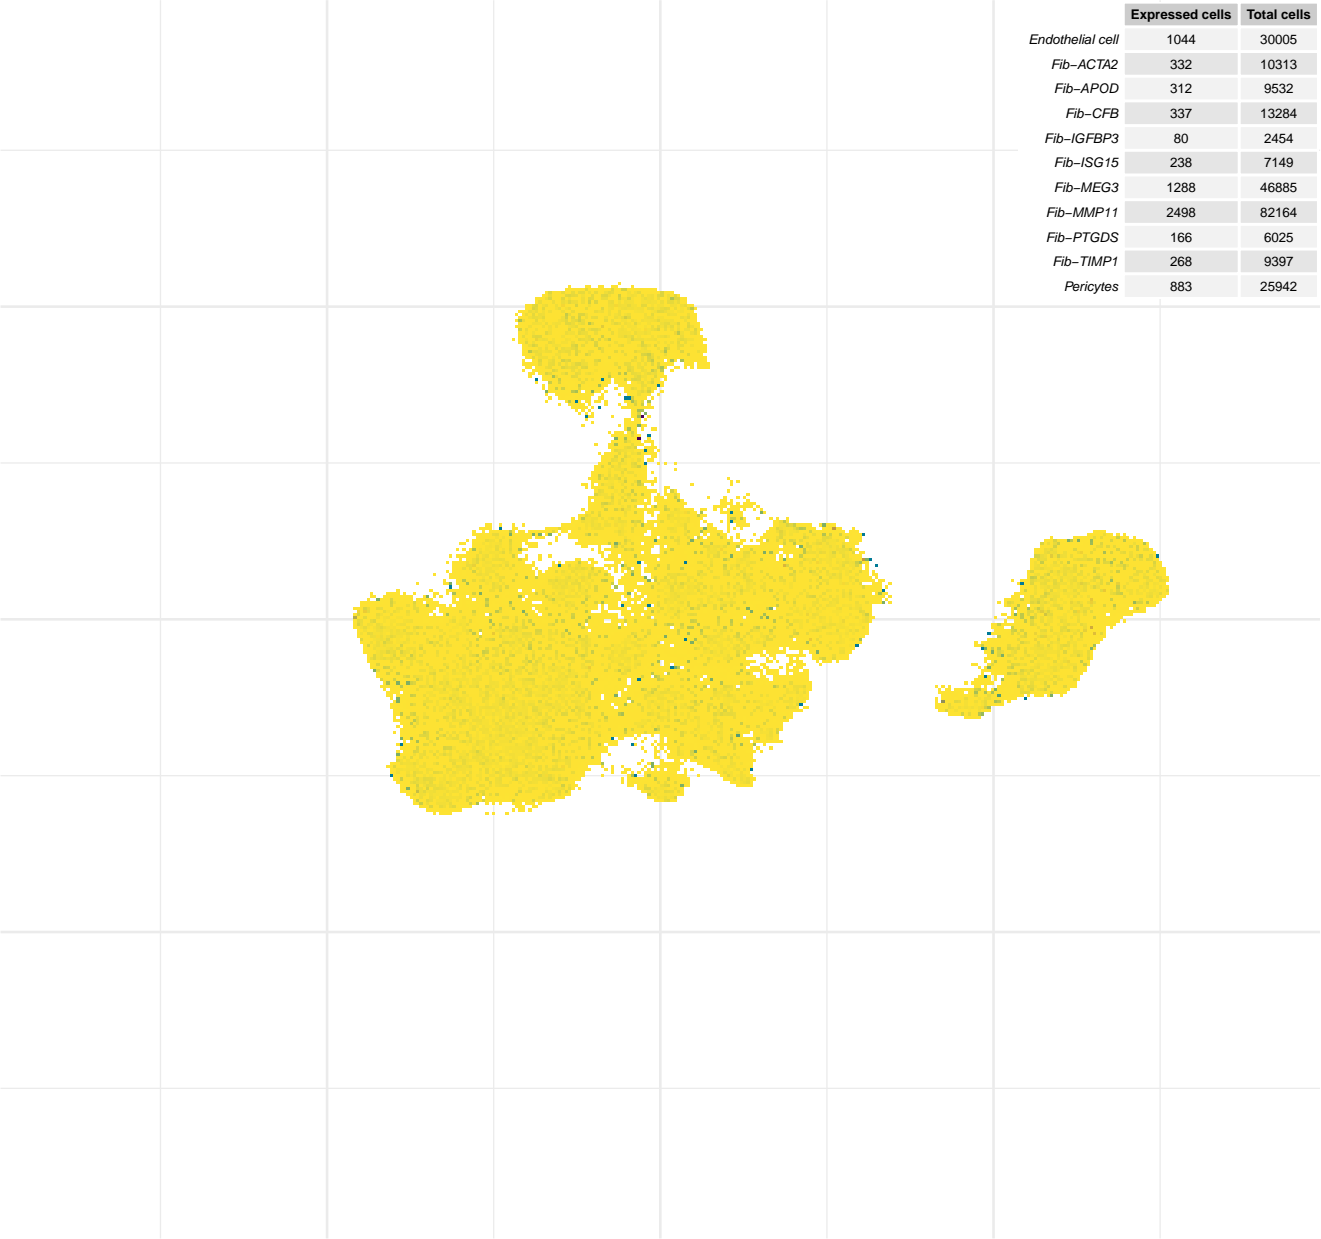 Expressed cells Total cells
Endothelial cell 1044 30005
Fib−ACTA2 332 10313
Fib−APOD 312 9532
Fib−CFB 337 13284
Fib−IGFBP3 80 2454
Fib−ISG15 238 7149
Fib−MEG3 1288 46885
Fib−MMP11 2498 82164
Fib−PTGDS 166 6025
Fib−TIMP1 268 9397
Pericytes 883 25942